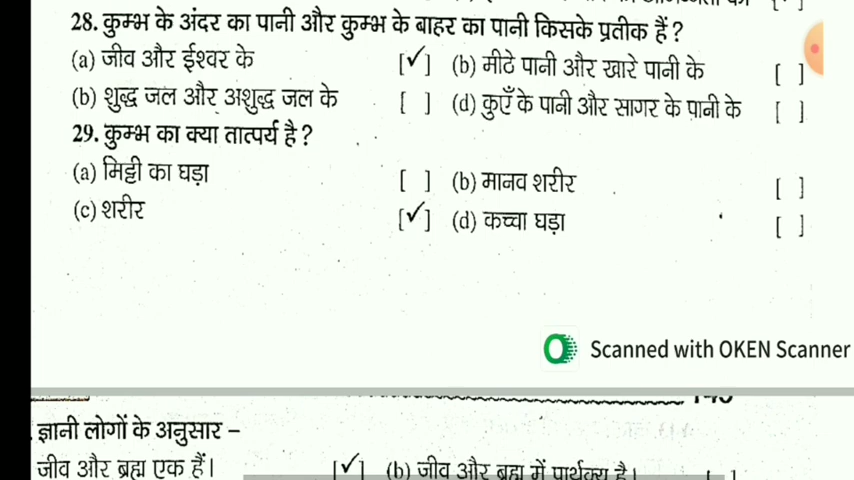 28. कुम्भ के अंदर का पानी और कुम्भ के बाहर का पानी किसके प्रतीक हैं?
(a) जीव और ईश्वर के [✓] (b) मीठे पानी और खारे पानी के [ ]
(b) शुद्ध जल और अशुद्ध जल के [ ] (d) कुएँ के पानी और सागर के पानी के [ ]
29. कुम्भ का क्या तात्पर्य है?
(a) मिट्टी का घड़ा [ ] (b) मानव शरीर [ ]
(c) शरीर [✓] (d) कच्चा घड़ा [ ]
Scanned with OKEN Scanner
ज्ञानी लोगों के अनुसार –
जीव और ब्रह्म एक हैं। [✓] (b) जीव और ब्रह्म में पार्थक्य है। [ ]